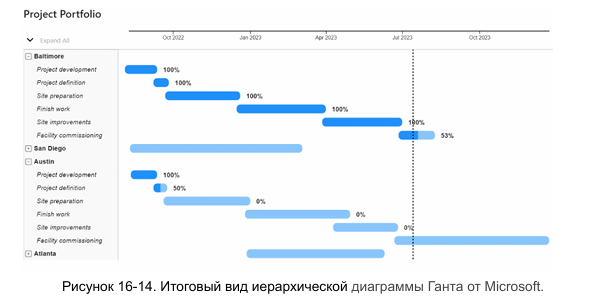 Project Portfolio
Oct 2022 Jan 2023 Apr 2023 Jul 2023 Oct 2023
Expand All
Baltimore
Project development 100%
Project definition 100%
Site preparation 100%
Finish work 100%
Site improvements 100%
Facility commissioning 53%
San Diego
Austin
Project development 100%
Project definition 50%
Site preparation 0%
Finish work 0%
Site improvements 0%
Facility commissioning
Atlanta
Рисунок 16-14. Итоговый вид иерархической диаграммы Ганта от Microsoft.